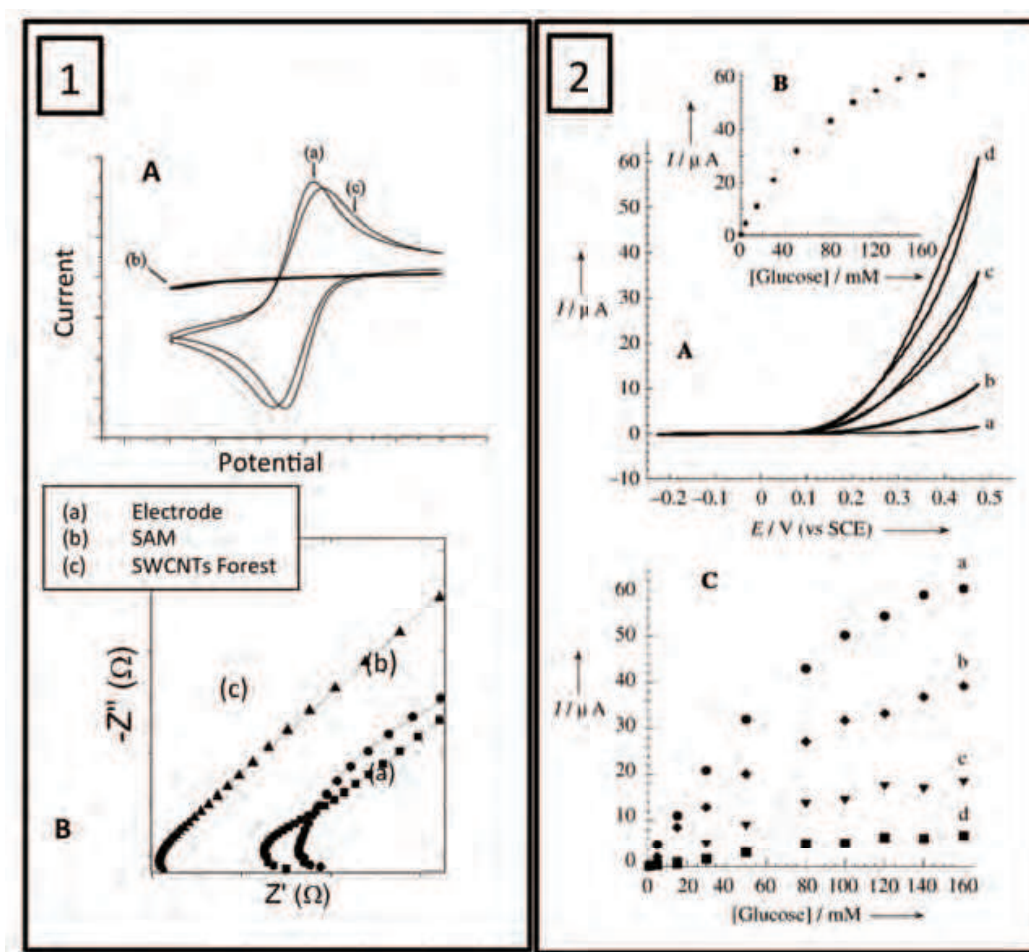 1
A
(a)
(c)
(b)
Current
Potential
(a) Electrode
(b) SAM
(c) SWCNTs Forest
(c)
(b)
(a)
B
-Z" (Ω)
Z' (Ω)
2
B
60
40
20
0
I / μ A
0 40 80 120 160
[Glucose] / mM
60
50
40
30
20
10
0
-10
I / μ A
A
d
c
b
a
-0.2 -0.1 0 0.1 0.2 0.3 0.4 0.5
E / V (vs SCE)
C
60
50
40
30
20
10
0
I / μ A
a
b
c
d
0 20 40 60 80 100 120 140 160
[Glucose] / mM